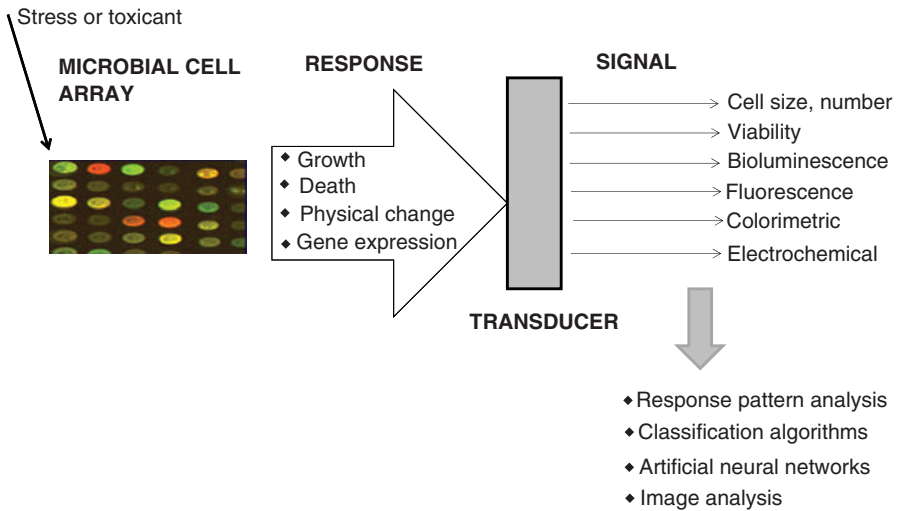 Stress or toxicant
MICROBIAL CELL
ARRAY
RESPONSE
◆ Growth
◆ Death
◆ Physical change
◆ Gene expression
TRANSDUCER
SIGNAL
Cell size, number
Viability
Bioluminescence
Fluorescence
Colorimetric
Electrochemical
◆ Response pattern analysis
◆ Classification algorithms
◆ Artificial neural networks
◆ Image analysis